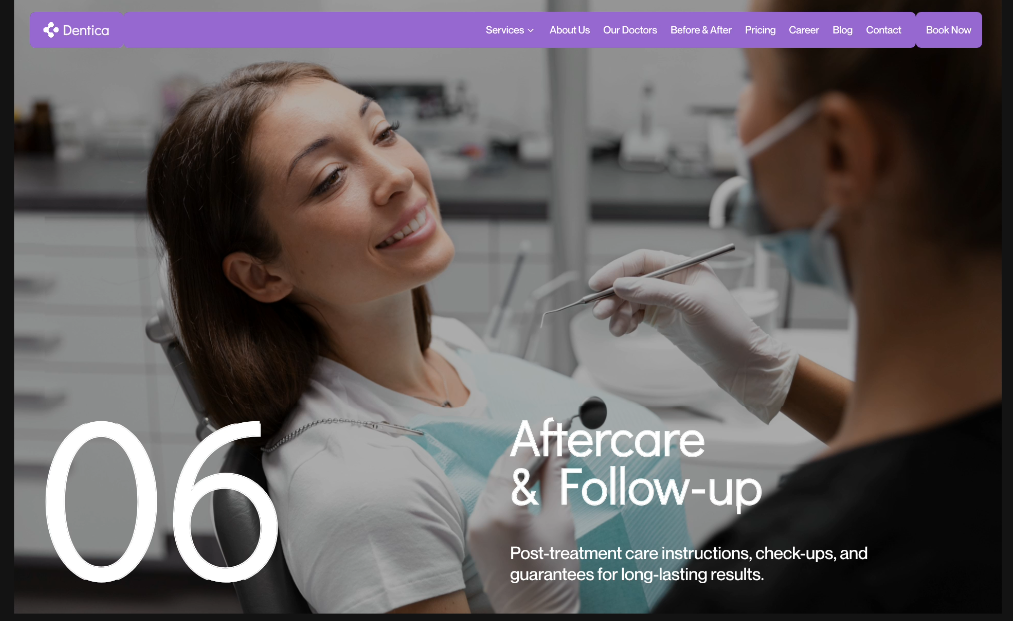 Dentica
Services
About Us
Our Doctors
Before & After
Pricing
Career
Blog
Contact
Book Now
06
Aftercare
& Follow-up
Post-treatment care instructions, check-ups, and
guarantees for long-lasting results.